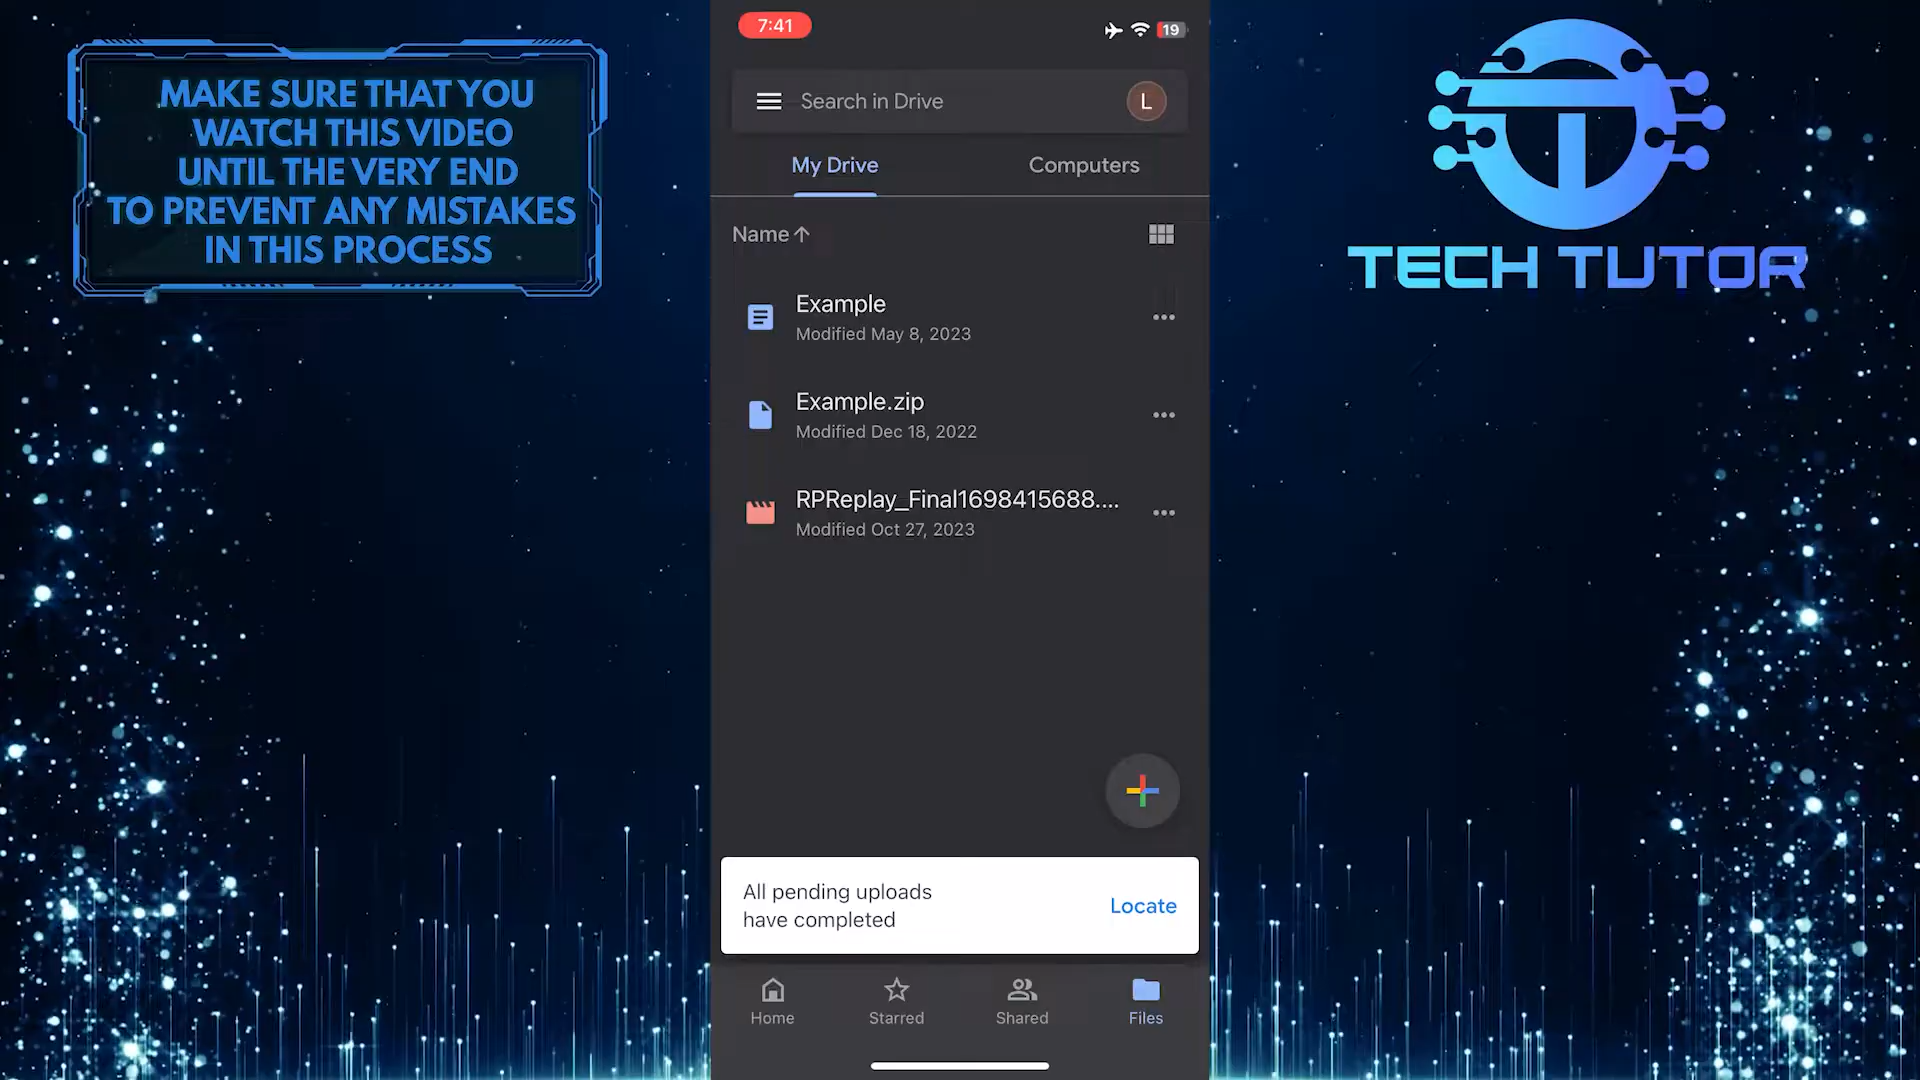 MAKE SURE THAT YOU
WATCH THIS VIDEO
UNTIL THE VERY END
TO PREVENT ANY MISTAKES
IN THIS PROCESS
7:41
19
Search in Drive
L
My Drive
Computers
Name
Example
Modified May 8, 2023
Example.zip
Modified Dec 18, 2022
RPReplay_Final1698415688....
Modified Oct 27, 2023
All pending uploads
have completed
Locate
Home
Starred
Shared
Files
TECH TUTOR